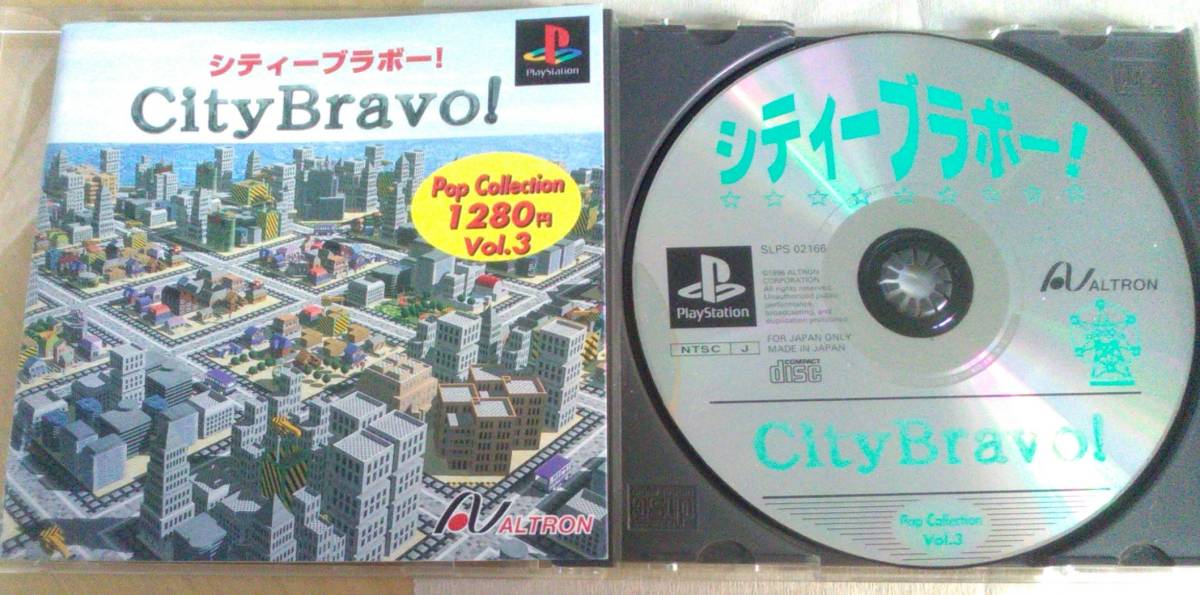 シティーブラボー!
CityBravo!
PlayStation
Pop Collection
1280円
Vol.3
ALTRON
シティーブラボー!
☆☆☆☆☆☆☆☆☆
SLPS 02166
PlayStation
©1996 ALTRON
CORPORATION
All rights reserved.
Unauthorized public
performance,
broadcasting, and
duplication prohibited.
NTSC J
FOR JAPAN ONLY
MADE IN JAPAN
COMPACT
disc
ALTRON
CityBravo!
Pop Collection
Vol.3